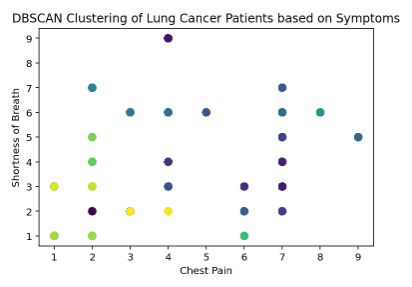 DBSCAN Clustering of Lung Cancer Patients based on Symptoms
9
8
7
6
5
4
3
2
1
Shortness of Breath
1 2 3 4 5 6 7 8 9
Chest Pain